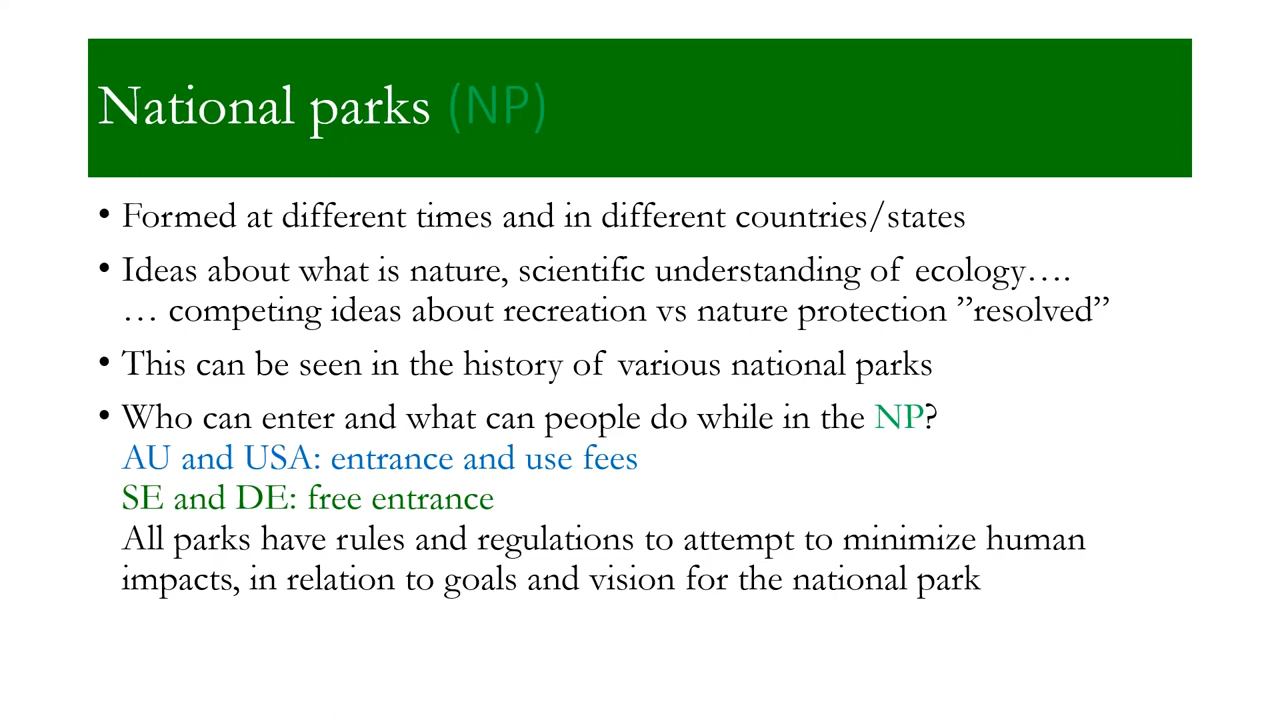 National parks (NP)
• Formed at different times and in different countries/states
• Ideas about what is nature, scientific understanding of ecology….
… competing ideas about recreation vs nature protection ”resolved”
• This can be seen in the history of various national parks
• Who can enter and what can people do while in the NP?
AU and USA: entrance and use fees
SE and DE: free entrance
All parks have rules and regulations to attempt to minimize human
impacts, in relation to goals and vision for the national park